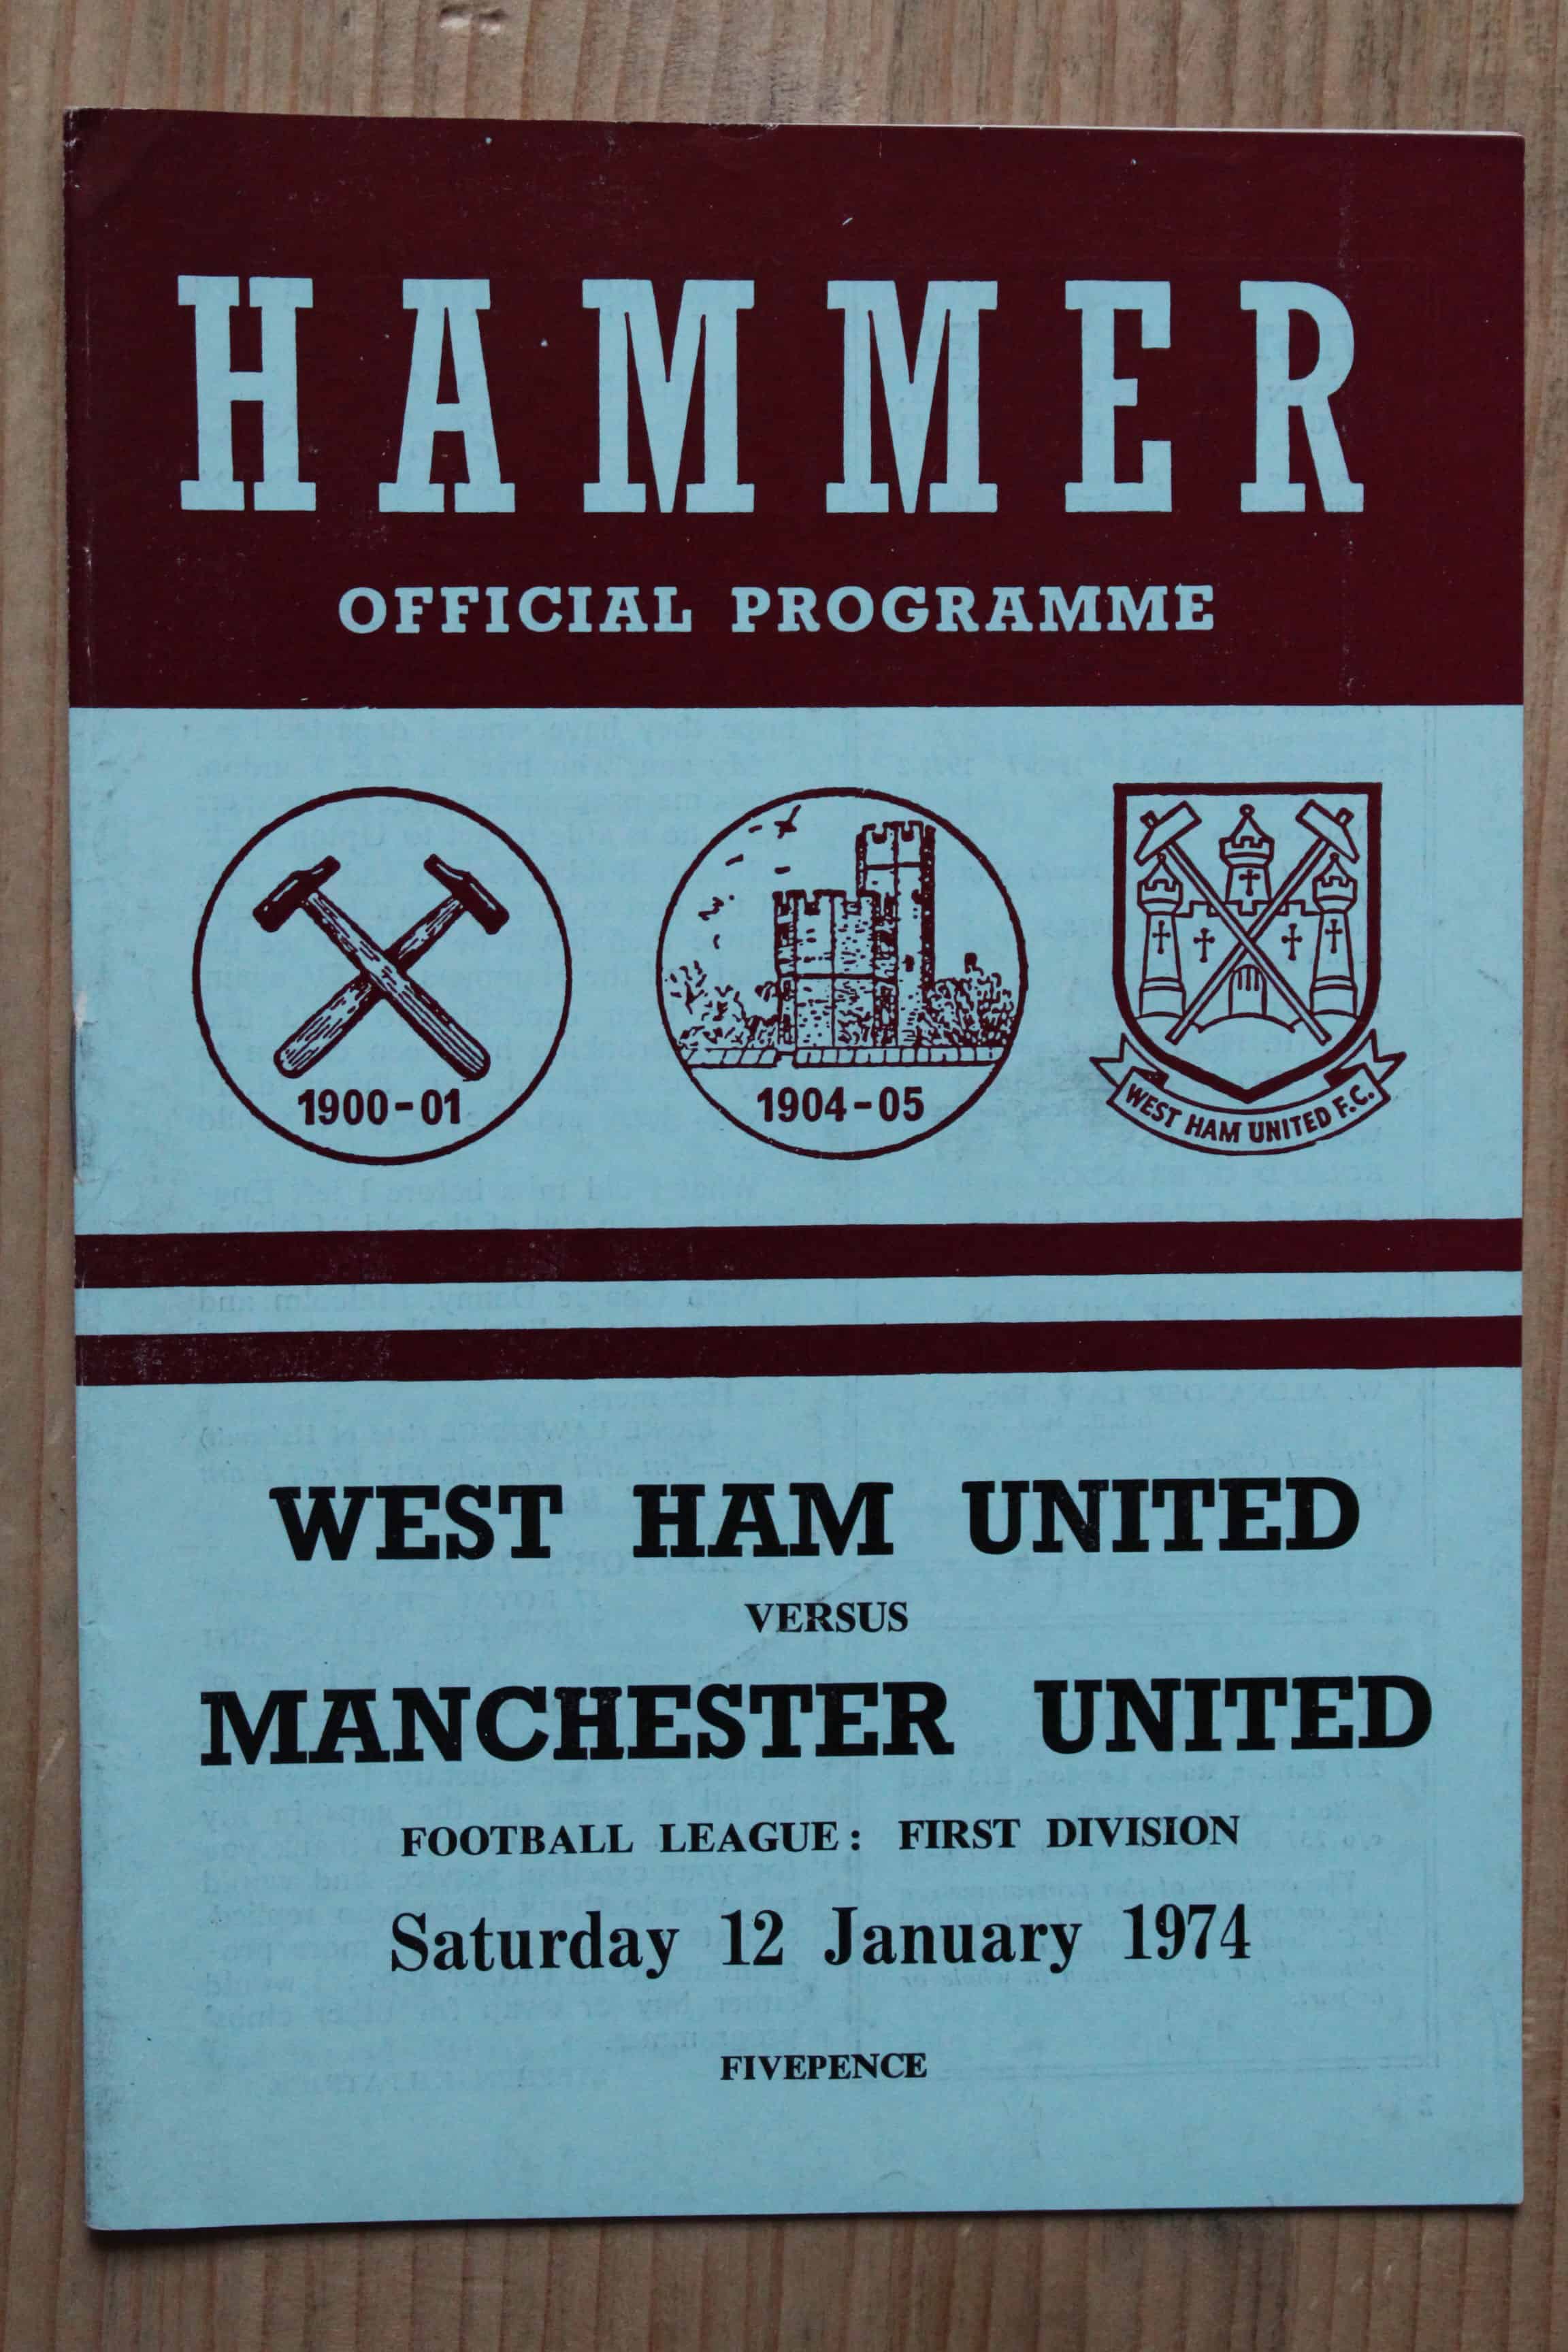 HAMMER
OFFICIAL PROGRAMME
1900-01
1904-05
WEST HAM UNITED F.C.
WEST HAM UNITED
VERSUS
MANCHESTER UNITED
FOOTBALL LEAGUE: FIRST DIVISION
Saturday 12 January 1974
FIVEPENCE